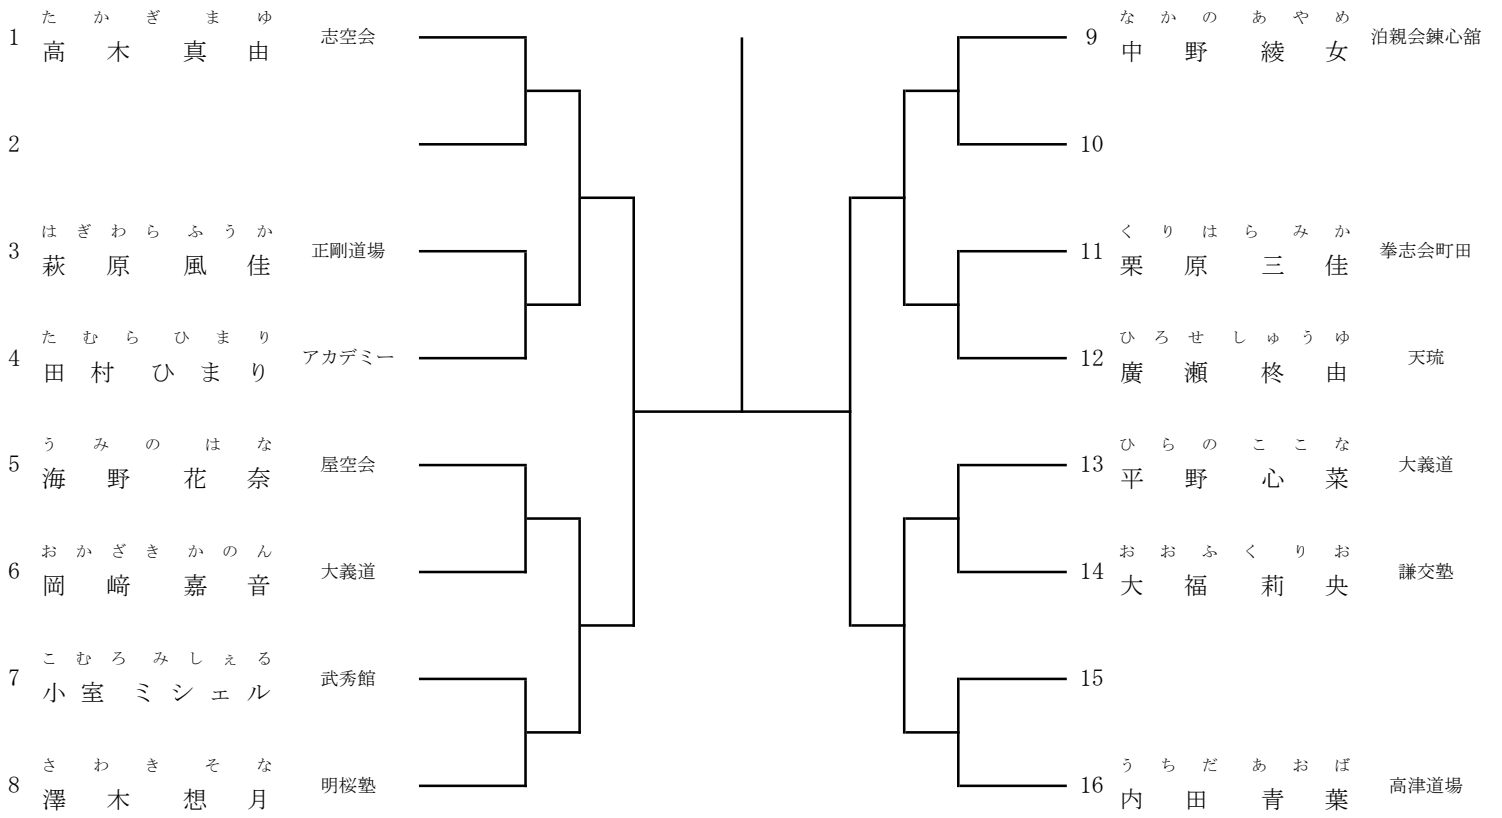 たかぎ まゆ
1 高木 真由 志空会
2
はぎわら ふうか
3 萩原 風佳 正剛道場
たむら ひまり
4 田村 ひまり アカデミー
うみの はな
5 海野 花奈 屋空会
おかざき かのん
6 岡﨑 嘉音 大義道
こむろ みしぇる
7 小室 ミシェル 武秀館
さわき そな
8 澤木 想月 明桜塾
なかの あやめ
9 中野 綾女 泊親会錬心舘
10
くりはら みか
11 栗原 三佳 拳志会町田
ひろせ しゅうゆ
12 廣瀬 柊由 天琉
ひらの ここな
13 平野 心菜 大義道
おおふく りお
14 大福 莉央 謙交塾
15
うちだ あおば
16 内田 青葉 高津道場